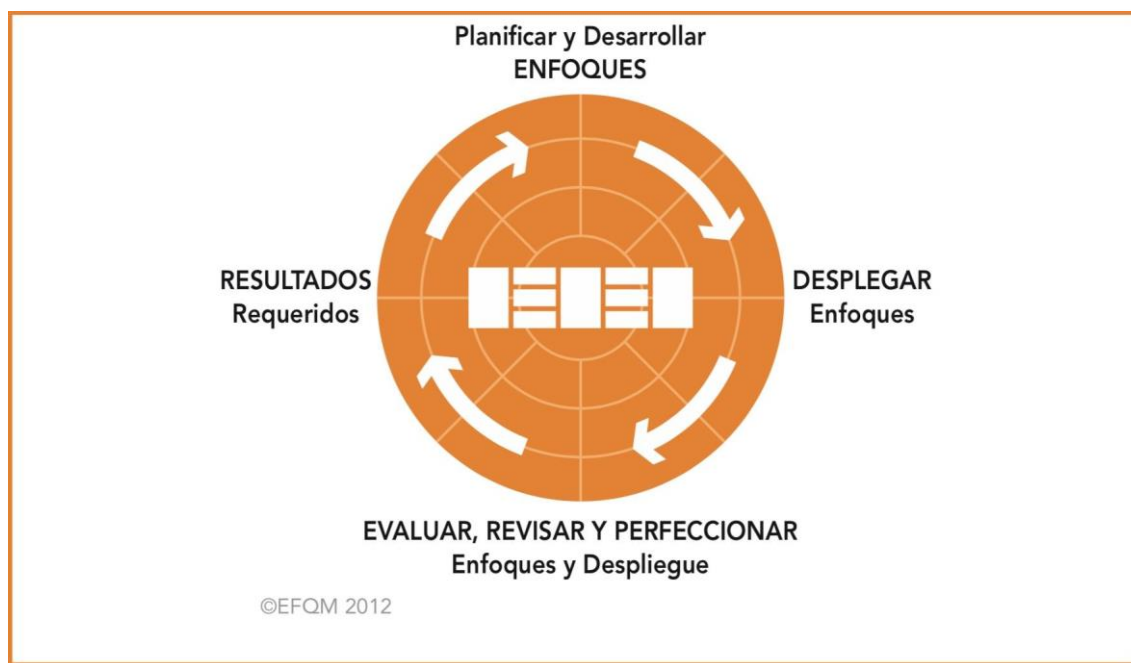 Planificar y Desarrollar
ENFOQUES
RESULTADOS
Requeridos
DESPLEGAR
Enfoques
EVALUAR, REVISAR Y PERFECCIONAR
Enfoques y Despliegue
©EFQM 2012